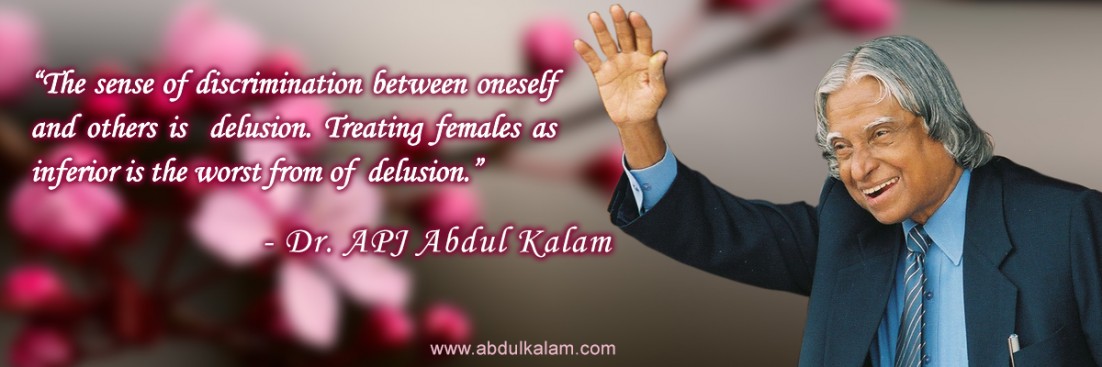 “The sense of discrimination between oneself
and others is delusion. Treating females as
inferior is the worst from of delusion.”
- Dr. APJ Abdul Kalam
www.abdulkalam.com